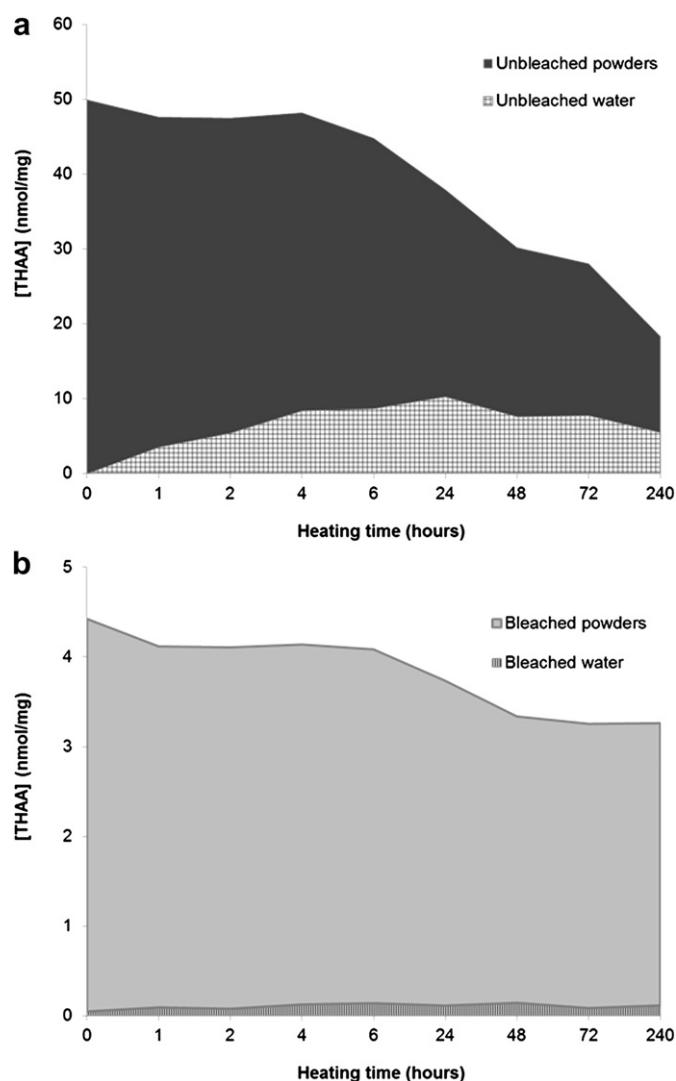 a
60
50
40
30
20
10
0
[THAA] (nmol/mg)
Unbleached powders
Unbleached water
0 1 2 4 6 24 48 72 240
Heating time (hours)
b
5
4
3
2
1
0
[THAA] (nmol/mg)
Bleached powders
Bleached water
0 1 2 4 6 24 48 72 240
Heating time (hours)